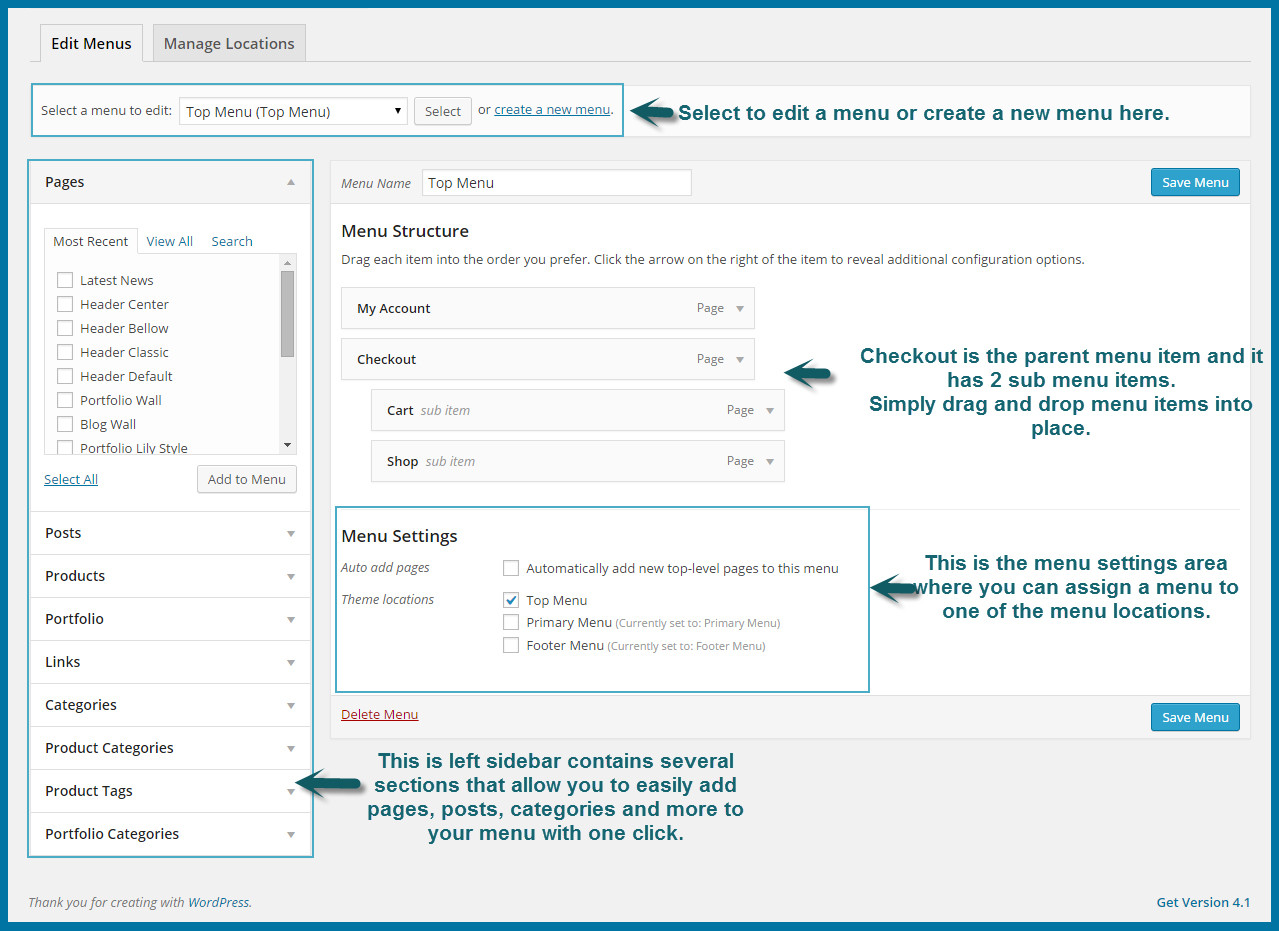 Edit Menus
Manage Locations
Select a menu to edit: Top Menu (Top Menu) Select or create a new menu.
Select to edit a menu or create a new menu here.
Pages
Most Recent View All Search
Latest News
Header Center
Header Bellow
Header Classic
Header Default
Portfolio Wall
Blog Wall
Portfolio Lily Style
Select All Add to Menu
Posts
Products
Portfolio
Links
Categories
Product Categories
Product Tags
Portfolio Categories
Menu Name Top Menu Save Menu
Menu Structure
Drag each item into the order you prefer. Click the arrow on the right of the item to reveal additional configuration options.
My Account Page
Checkout Page
Cart sub item Page
Shop sub item Page
Checkout is the parent menu item and it
has 2 sub menu items.
Simply drag and drop menu items into
place.
Menu Settings
Auto add pages Automatically add new top-level pages to this menu
Theme locations Top Menu
Primary Menu (Currently set to: Primary Menu)
Footer Menu (Currently set to: Footer Menu)
This is the menu settings area
where you can assign a menu to
one of the menu locations.
Delete Menu Save Menu
This is left sidebar contains several
sections that allow you to easily add
pages, posts, categories and more to
your menu with one click.
Thank you for creating with WordPress.
Get Version 4.1